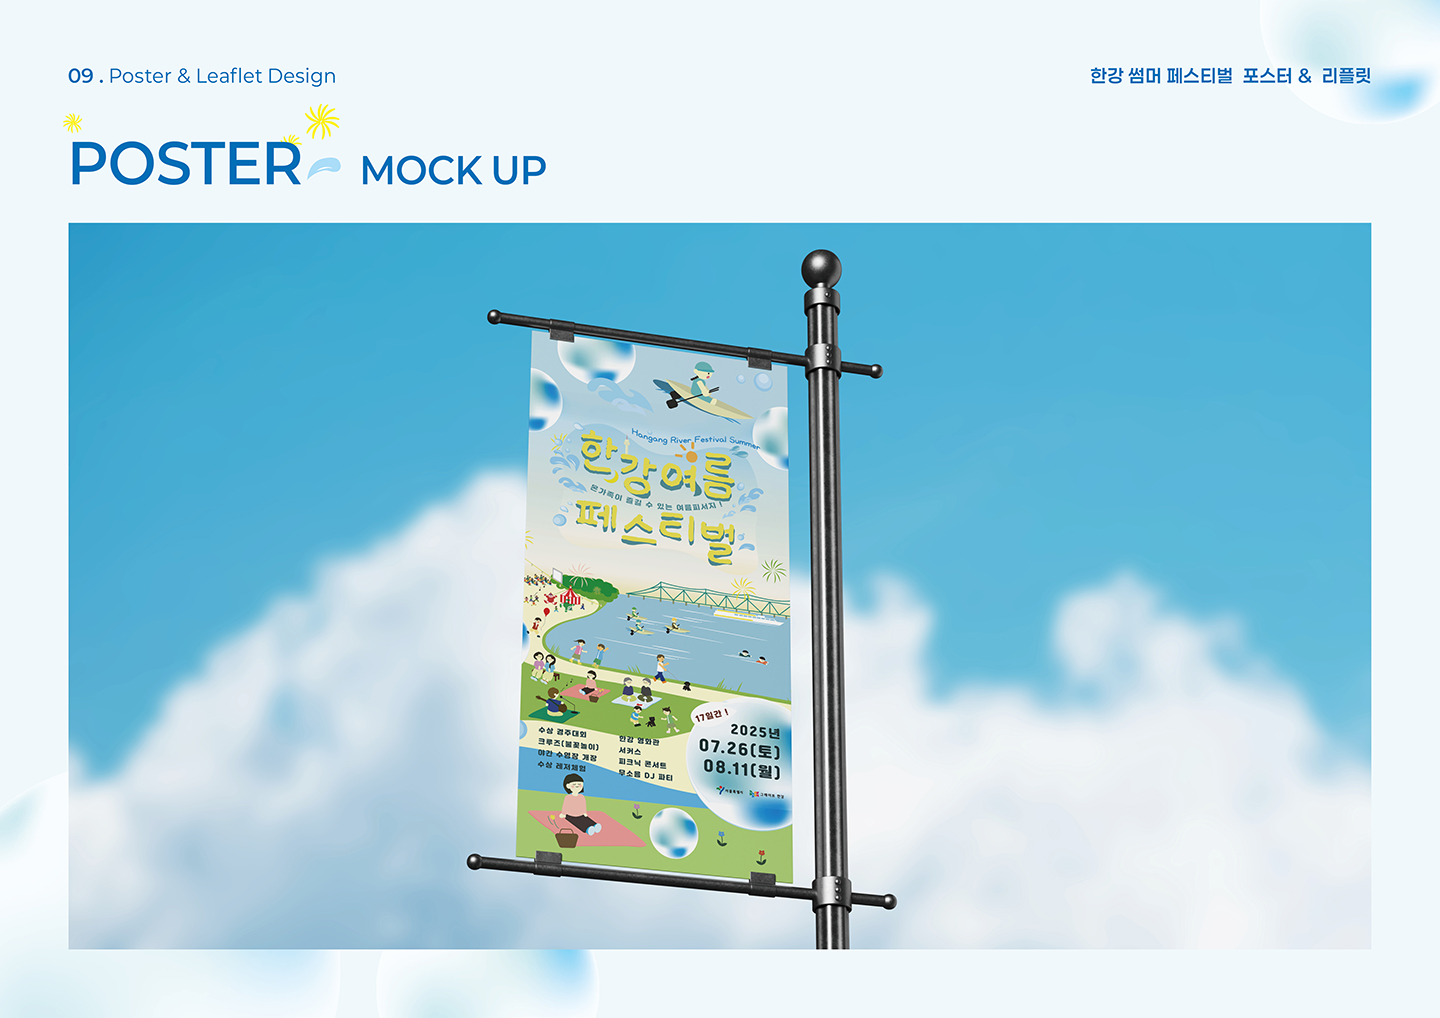 09 . Poster & Leaflet Design
한강 썸머 페스티벌 포스터 & 리플릿
POSTER MOCK UP
Hangang River Festival Summer
한강여름
온가족이 즐길 수 있는 여름피서지 !
페스티벌
17일간 !
2025년
07.26(토)
08.11(월)
수상 경주대회
크루즈(불꽃놀이)
야간 수영장 개장
수상 레저체험
한강 영화관
서커스
피크닉 콘서트
무소음 DJ 파티
서울특별시